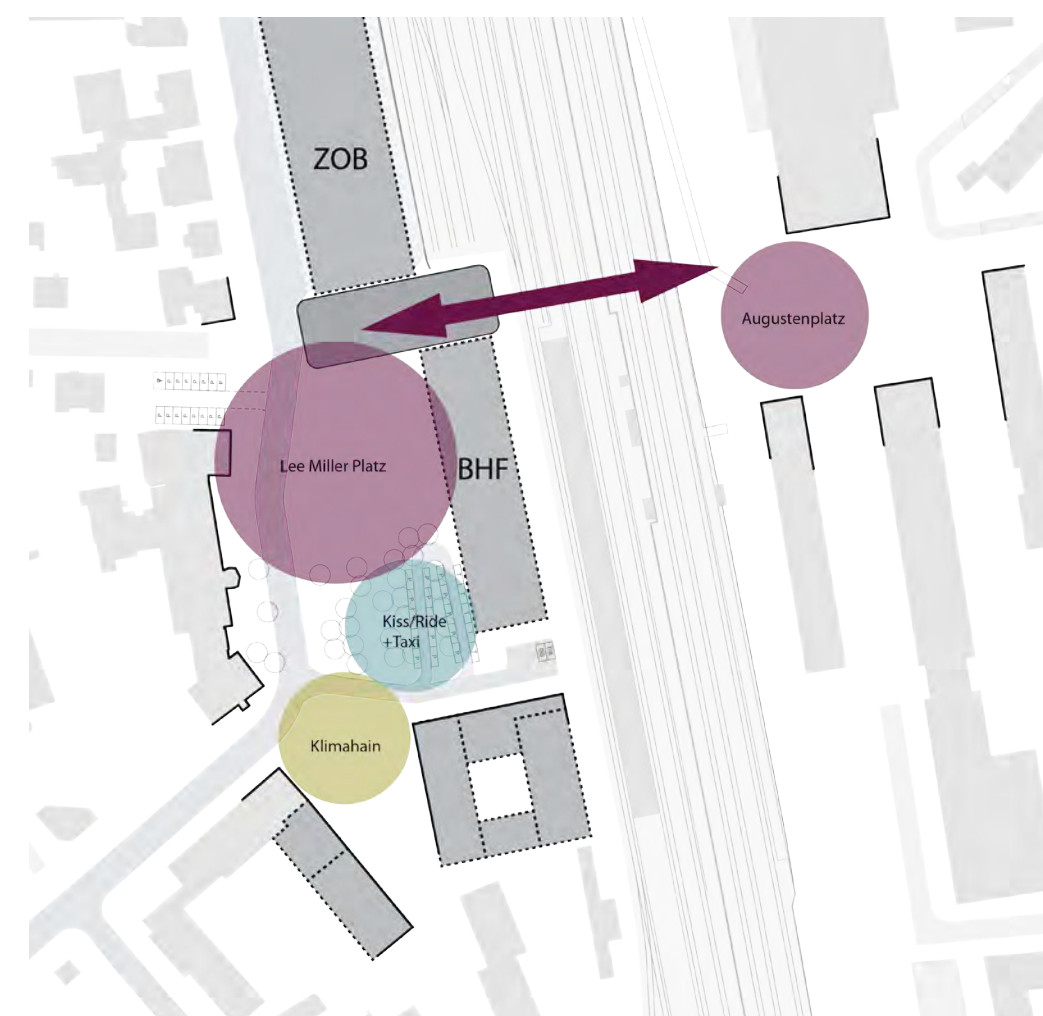 ZOB
Augustenplatz
Lee Miller Platz
BHF
Kiss/Ride
+Taxi
Klimahain